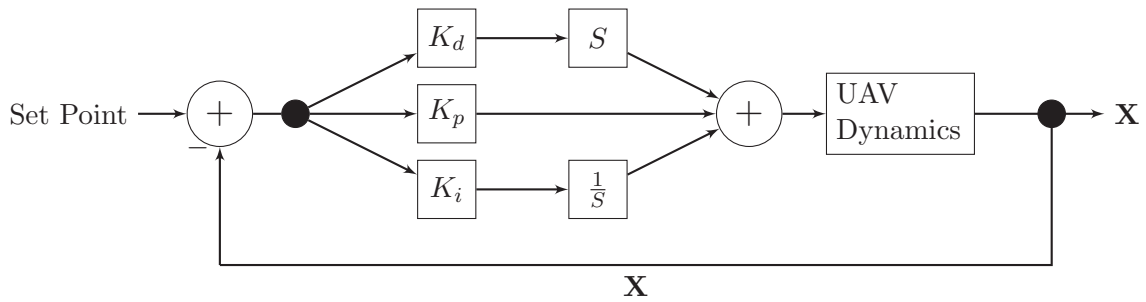 K_d
S
Set Point
+
−
K_p
+
UAV
Dynamics
X
K_i
1/S
X